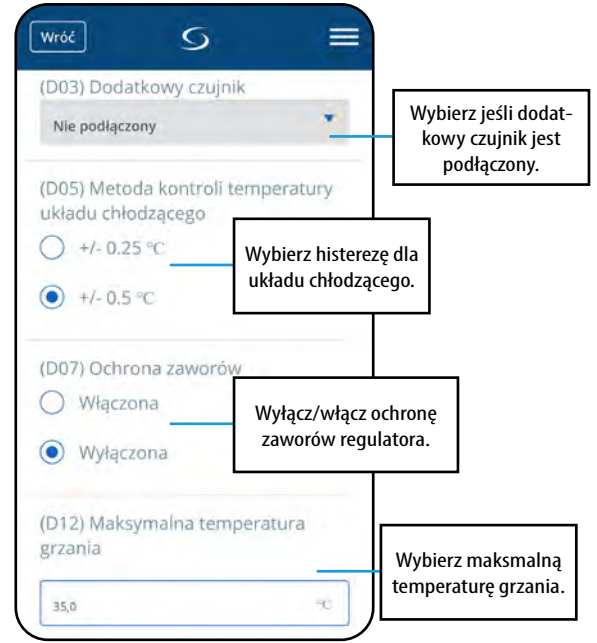 Wróć
(D03) Dodatkowy czujnik
Nie podłączony
Wybierz jeśli dodat-
kowy czujnik jest
podłączony.
(D05) Metoda kontroli temperatury
układu chłodzącego
+/- 0.25 °C
+/- 0.5 °C
Wybierz histerezę dla
układu chłodzącego.
(D07) Ochrona zaworów
Włączona
Wyłączona
Wyłącz/włącz ochronę
zaworów regulatora.
(D12) Maksymalna temperatura
grzania
35,0 °C
Wybierz maksmalną
temperaturę grzania.